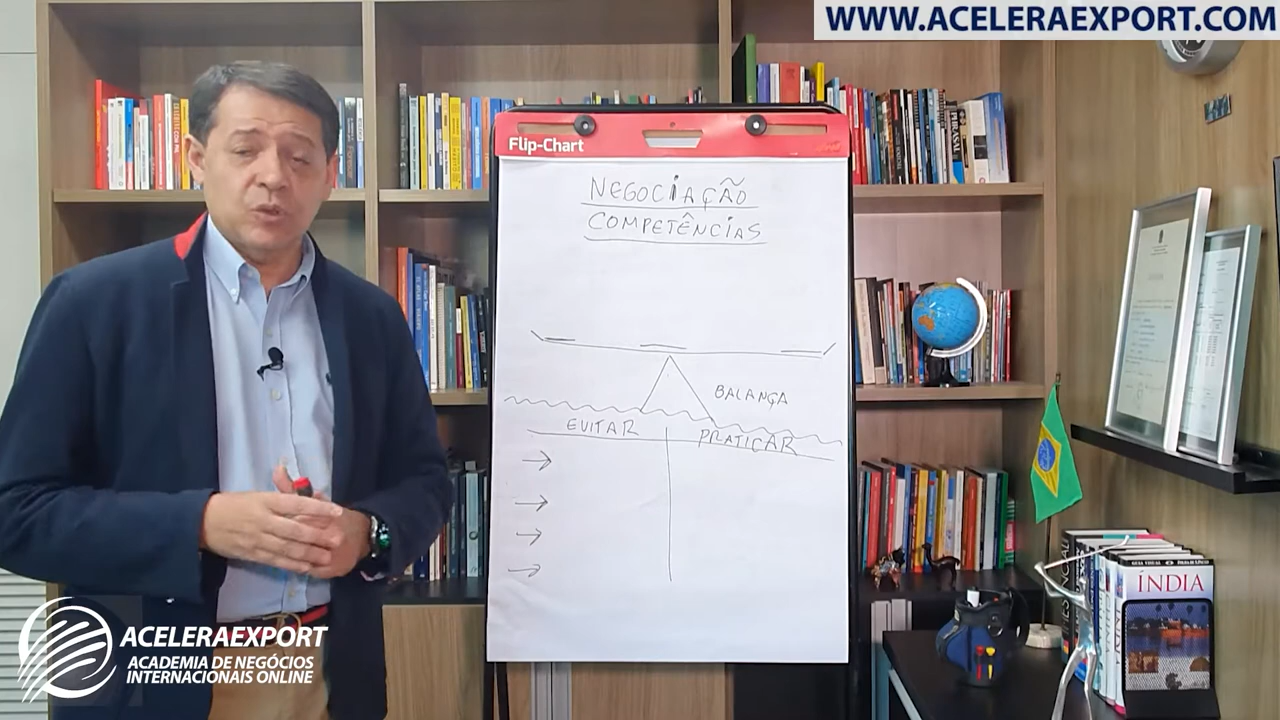 WWW.ACELERAEXPORT.COM
Flip-Chart
NEGOCIAÇÃO
COMPETÊNCIAS
BALANÇA
EVITAR
PRATICAR
ÍNDIA
ACELERAEXPORT
ACADEMIA DE NEGÓCIOS
INTERNACIONAIS ONLINE